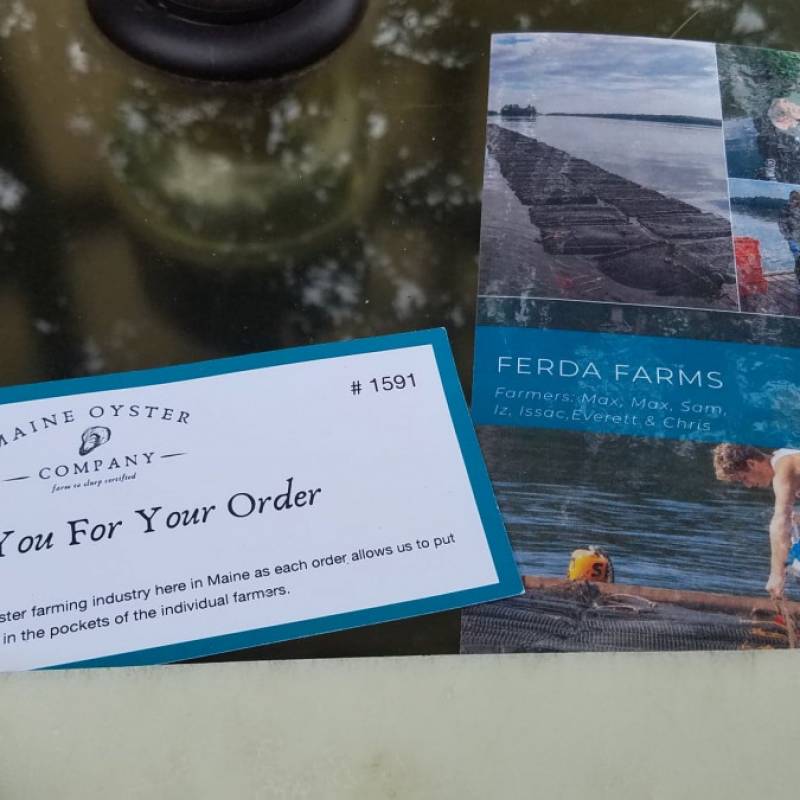 MAINE OYSTER
COMPANY
farm to slurp certified
# 1591
You For Your Order
ster farming industry here in Maine as each order allows us to put
in the pockets of the individual farmers.
FERDA FARMS
Farmers: Max, Max, Sam,
Iz, Issac,Everett & Chris